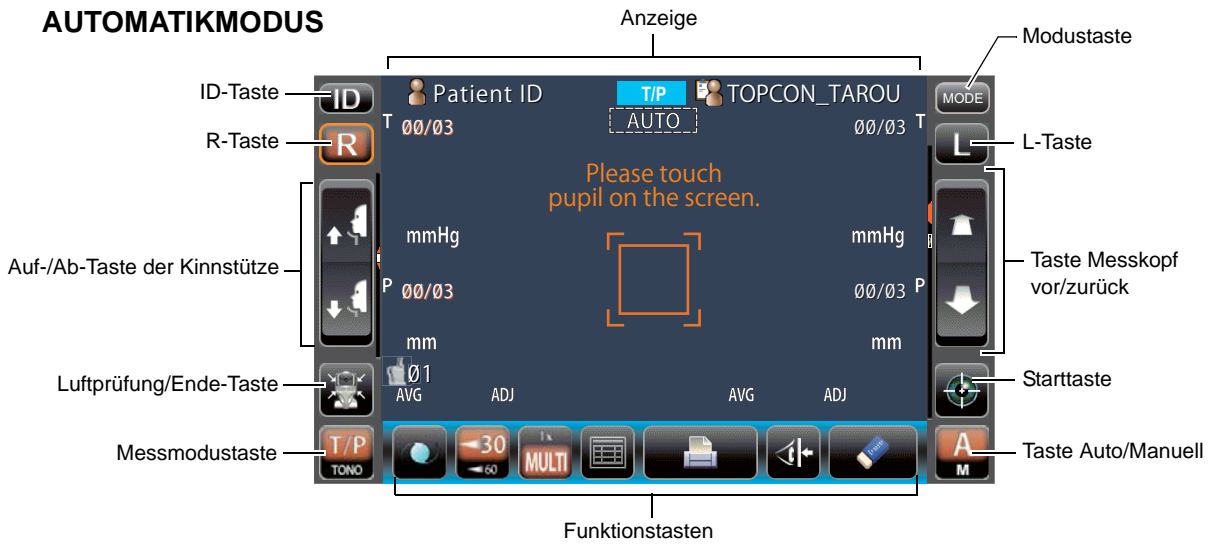 AUTOMATIKMODUS
Anzeige
Modustaste
ID-Taste
ID
Patient ID
T/P
TOPCON_TAROU
MODE
R-Taste
R
T
00/03
AUTO
00/03
T
L
L-Taste
Please touch
pupil on the screen.
mmHg
mmHg
Auf-/Ab-Taste der Kinnstütze
Taste Messkopf
vor/zurück
P
00/03
00/03
P
mm
mm
01
Luftprüfung/Ende-Taste
AVG
ADJ
AVG
ADJ
Starttaste
Messmodustaste
T/P
TONO
30
60
1x
MULTI
A
M
Taste Auto/Manuell
Funktionstasten